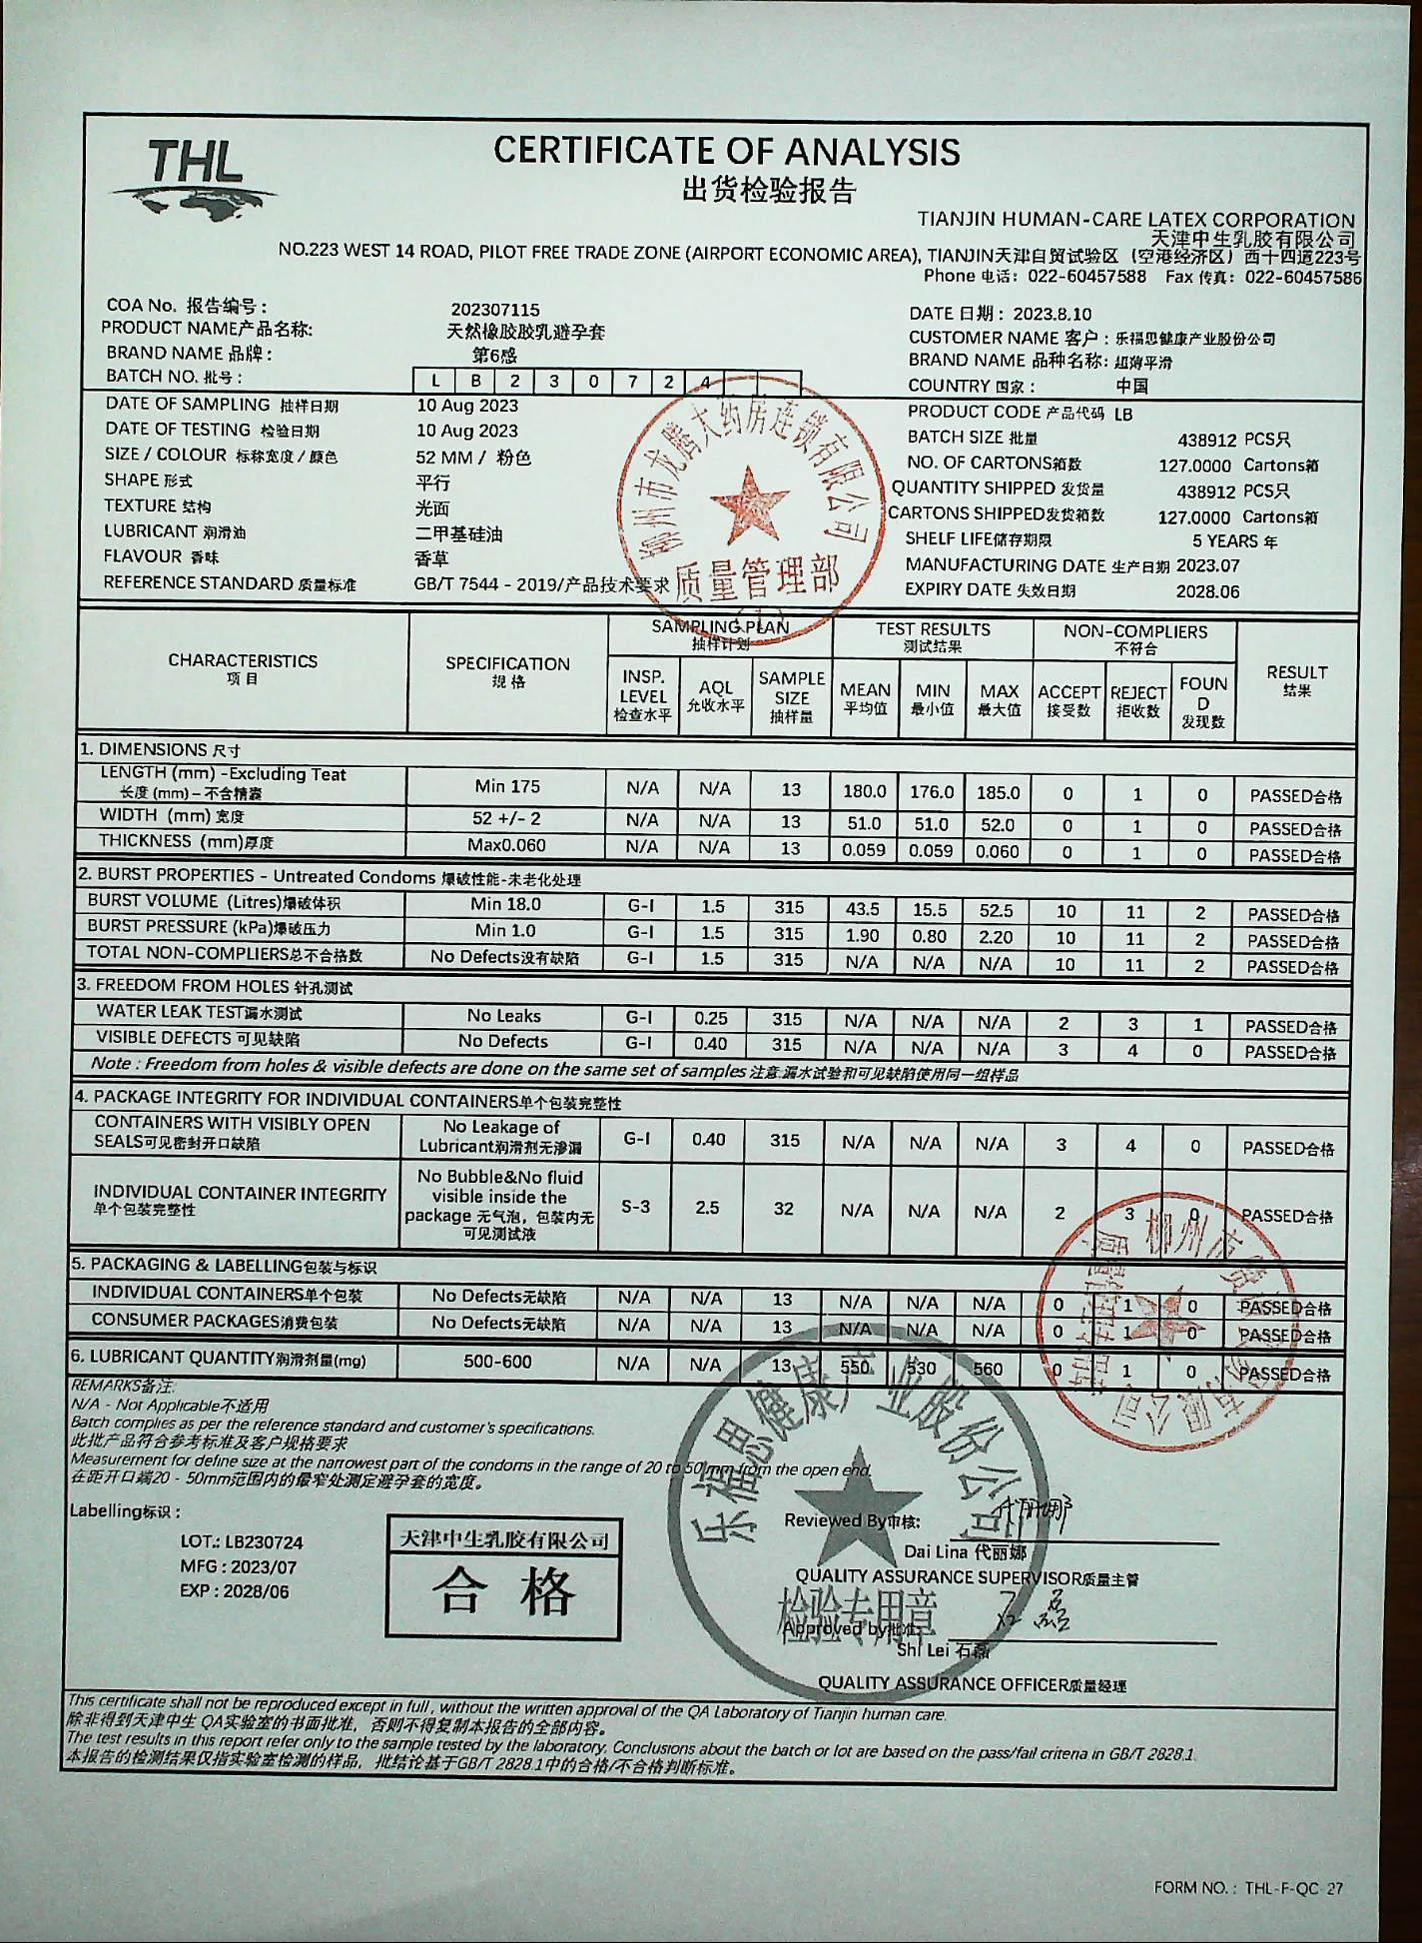 THL
CERTIFICATE OF ANALYSIS
出货检验报告
TIANJIN HUMAN-CARE LATEX CORPORATION
天津中生乳胶有限公司
NO.223 WEST 14 ROAD, PILOT FREE TRADE ZONE (AIRPORT ECONOMIC AREA), TIANJIN天津自贸试验区（空港经济区）西十四道223号
Phone 电话：022-60457588 Fax 传真：022-60457586
COA No. 报告编号： 202307115 DATE 日期：2023.8.10
PRODUCT NAME产品名称: 天然橡胶胶乳避孕套 CUSTOMER NAME 客户：乐福思健康产业股份公司
BRAND NAME 品牌： 第6感 BRAND NAME 品种名称: 超薄平滑
BATCH NO. 批号： L B 2 3 0 7 2 4 COUNTRY 国家： 中国
DATE OF SAMPLING 抽样日期 10 Aug 2023 PRODUCT CODE 产品代码 LB
DATE OF TESTING 检验日期 10 Aug 2023 BATCH SIZE 批量 438912 PCS只
SIZE / COLOUR 标称宽度 / 颜色 52 MM / 粉色 NO. OF CARTONS箱数 127.0000 Cartons箱
SHAPE 形式 平行 QUANTITY SHIPPED 发货量 438912 PCS只
TEXTURE 结构 光面 CARTONS SHIPPED发货箱数 127.0000 Cartons箱
LUBRICANT 润滑油 二甲基硅油 SHELF LIFE储存期限 5 YEARS 年
FLAVOUR 香味 香草 MANUFACTURING DATE 生产日期 2023.07
REFERENCE STANDARD 质量标准 GB/T 7544 - 2019/产品技术要求 EXPIRY DATE 失效日期 2028.06
柳州市龙腾大药房连锁有限公司
质量管理部
(1)
CHARACTERISTICS 项目 SPECIFICATION 规格 SAMPLING PLAN 抽样计划 TEST RESULTS 测试结果 NON-COMPLIERS 不符合 RESULT 结果
INSP. LEVEL 检查水平 AQL 允收水平 SAMPLE SIZE 抽样量 MEAN 平均值 MIN 最小值 MAX 最大值 ACCEPT 接受数 REJECT 拒收数 FOUND 发现数
1. DIMENSIONS 尺寸
LENGTH (mm) -Excluding Teat 长度 (mm) – 不含精囊 Min 175 N/A N/A 13 180.0 176.0 185.0 0 1 0 PASSED合格
WIDTH (mm) 宽度 52 +/- 2 N/A N/A 13 51.0 51.0 52.0 0 1 0 PASSED合格
THICKNESS (mm)厚度 Max0.060 N/A N/A 13 0.059 0.059 0.060 0 1 0 PASSED合格
2. BURST PROPERTIES - Untreated Condoms 爆破性能-未老化处理
BURST VOLUME (Litres)爆破体积 Min 18.0 G-I 1.5 315 43.5 15.5 52.5 10 11 2 PASSED合格
BURST PRESSURE (kPa)爆破压力 Min 1.0 G-I 1.5 315 1.90 0.80 2.20 10 11 2 PASSED合格
TOTAL NON-COMPLIERS总不合格数 No Defects没有缺陷 G-I 1.5 315 N/A N/A N/A 10 11 2 PASSED合格
3. FREEDOM FROM HOLES 针孔测试
WATER LEAK TEST漏水测试 No Leaks G-I 0.25 315 N/A N/A N/A 2 3 1 PASSED合格
VISIBLE DEFECTS 可见缺陷 No Defects G-I 0.40 315 N/A N/A N/A 3 4 0 PASSED合格
Note : Freedom from holes & visible defects are done on the same set of samples 注意:漏水试验和可见缺陷使用同一组样品
4. PACKAGE INTEGRITY FOR INDIVIDUAL CONTAINERS单个包装完整性
CONTAINERS WITH VISIBLY OPEN SEALS可见密封开口缺陷 No Leakage of Lubricant润滑剂无渗漏 G-I 0.40 315 N/A N/A N/A 3 4 0 PASSED合格
INDIVIDUAL CONTAINER INTEGRITY 单个包装完整性 No Bubble&No fluid visible inside the package 无气泡，包装内无可见测试液 S-3 2.5 32 N/A N/A N/A 2 3 0 PASSED合格
5. PACKAGING & LABELLING包装与标识
INDIVIDUAL CONTAINERS单个包装 No Defects无缺陷 N/A N/A 13 N/A N/A N/A 0 1 0 PASSED合格
CONSUMER PACKAGES消费包装 No Defects无缺陷 N/A N/A 13 N/A N/A N/A 0 1 0 PASSED合格
6. LUBRICANT QUANTITY润滑剂量(mg) 500-600 N/A N/A 13 550 530 560 0 1 0 PASSED合格
REMARKS备注:
N/A - Not Applicable不适用
Batch complies as per the reference standard and customer's specifications.
此批产品符合参考标准及客户规格要求
Measurement for define size at the narrowest part of the condoms in the range of 20 to 50 mm from the open end.
在距开口端20 - 50mm范围内的最窄处测定避孕套的宽度。
Labelling标识：
LOT.: LB230724
MFG : 2023/07
EXP : 2028/06
天津中生乳胶有限公司
合格
乐福思健康产业股份公司
检验专用章
Reviewed By审核: 代丽娜
Dai Lina 代丽娜
QUALITY ASSURANCE SUPERVISOR质量主管
Approved by批准: 石磊
Shi Lei 石磊
QUALITY ASSURANCE OFFICER质量经理
This certificate shall not be reproduced except in full, without the written approval of the QA Laboratory of Tianjin human care.
除非得到天津中生 QA实验室的书面批准，否则不得复制本报告的全部内容。
The test results in this report refer only to the sample tested by the laboratory, Conclusions about the batch or lot are based on the pass/fail criteria in GB/T 2828.1.
本报告的检测结果仅指实验室检测的样品，批结论基于GB/T 2828.1中的合格/不合格判断标准。
FORM NO.：THL-F-QC-27